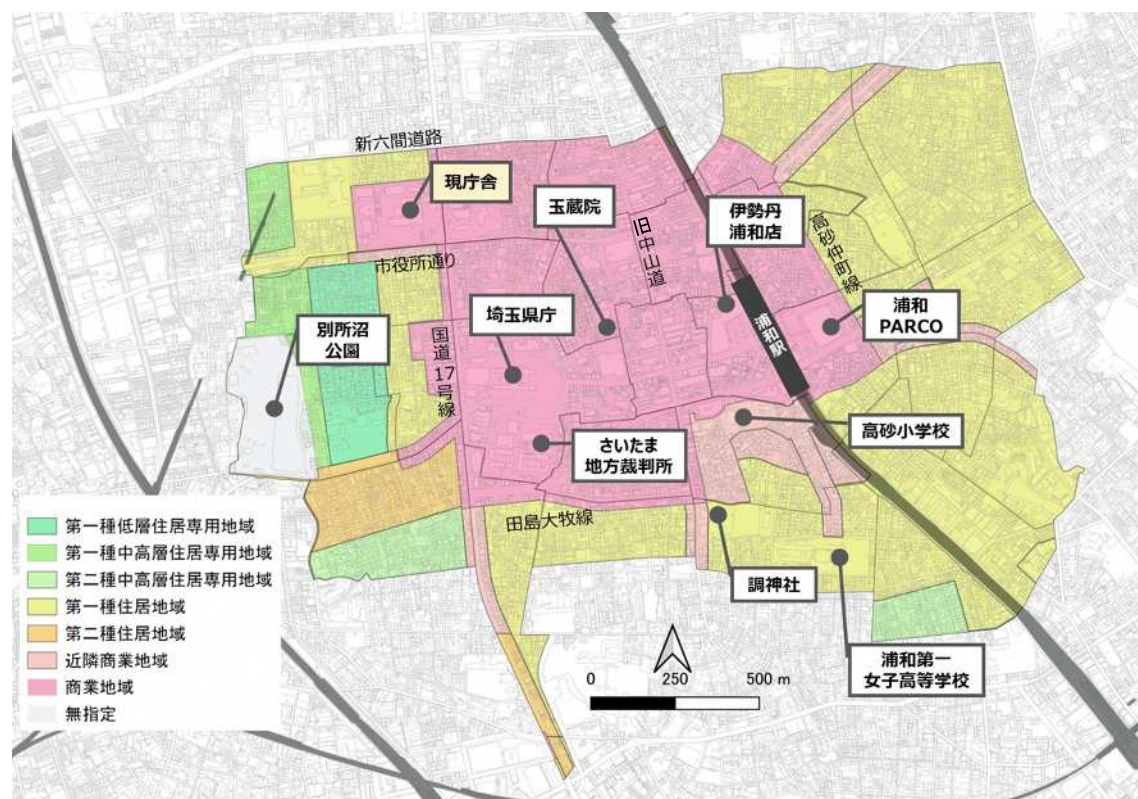 新六間道路
現庁舎
玉蔵院
旧中山道
伊勢丹
浦和店
高砂仲町線
市役所通り
埼玉県庁
浦和
PARCO
別所沼
公園
国道17号線
浦和駅
高砂小学校
さいたま
地方裁判所
田島大牧線
調神社
浦和第一
女子高等学校
0 250 500 m
第一種低層住居専用地域
第一種中高層住居専用地域
第二種中高層住居専用地域
第一種住居地域
第二種住居地域
近隣商業地域
商業地域
無指定